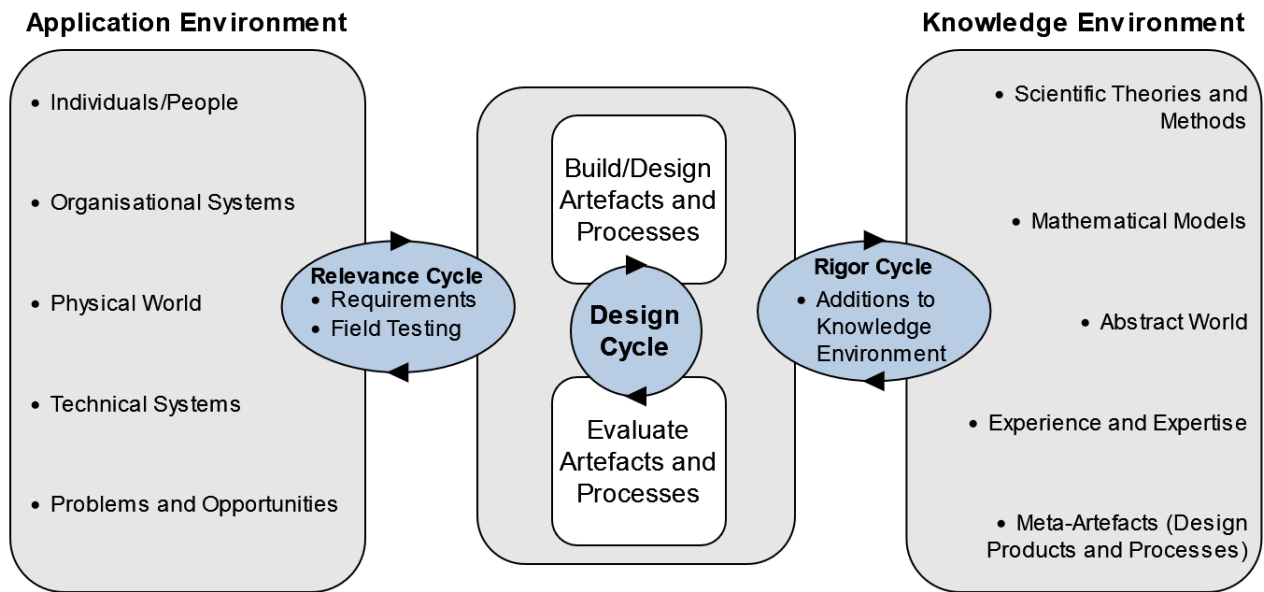 Application Environment
• Individuals/People
• Organisational Systems
• Physical World
• Technical Systems
• Problems and Opportunities
Relevance Cycle
• Requirements
• Field Testing
Build/Design
Artefacts and
Processes
Design
Cycle
Evaluate
Artefacts and
Processes
Rigor Cycle
• Additions to
Knowledge
Environment
Knowledge Environment
• Scientific Theories and
Methods
• Mathematical Models
• Abstract World
• Experience and Expertise
• Meta-Artefacts (Design
Products and Processes)